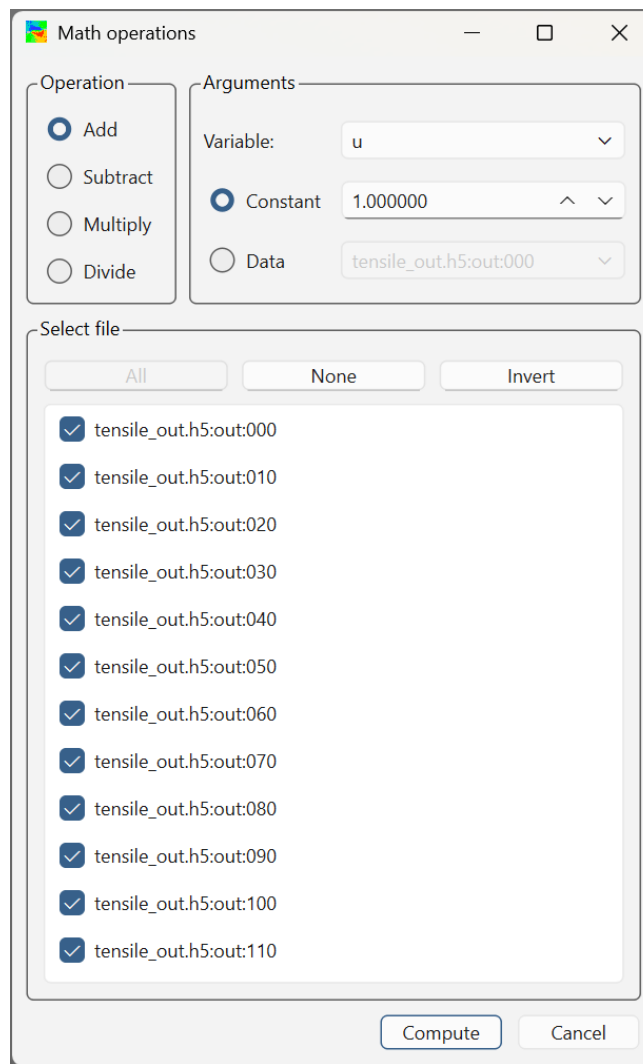 Math operations
Operation
Add
Subtract
Multiply
Divide
Arguments
Variable: u
Constant 1.000000
Data tensile_out.h5:out:000
Select file
All None Invert
tensile_out.h5:out:000
tensile_out.h5:out:010
tensile_out.h5:out:020
tensile_out.h5:out:030
tensile_out.h5:out:040
tensile_out.h5:out:050
tensile_out.h5:out:060
tensile_out.h5:out:070
tensile_out.h5:out:080
tensile_out.h5:out:090
tensile_out.h5:out:100
tensile_out.h5:out:110
Compute Cancel